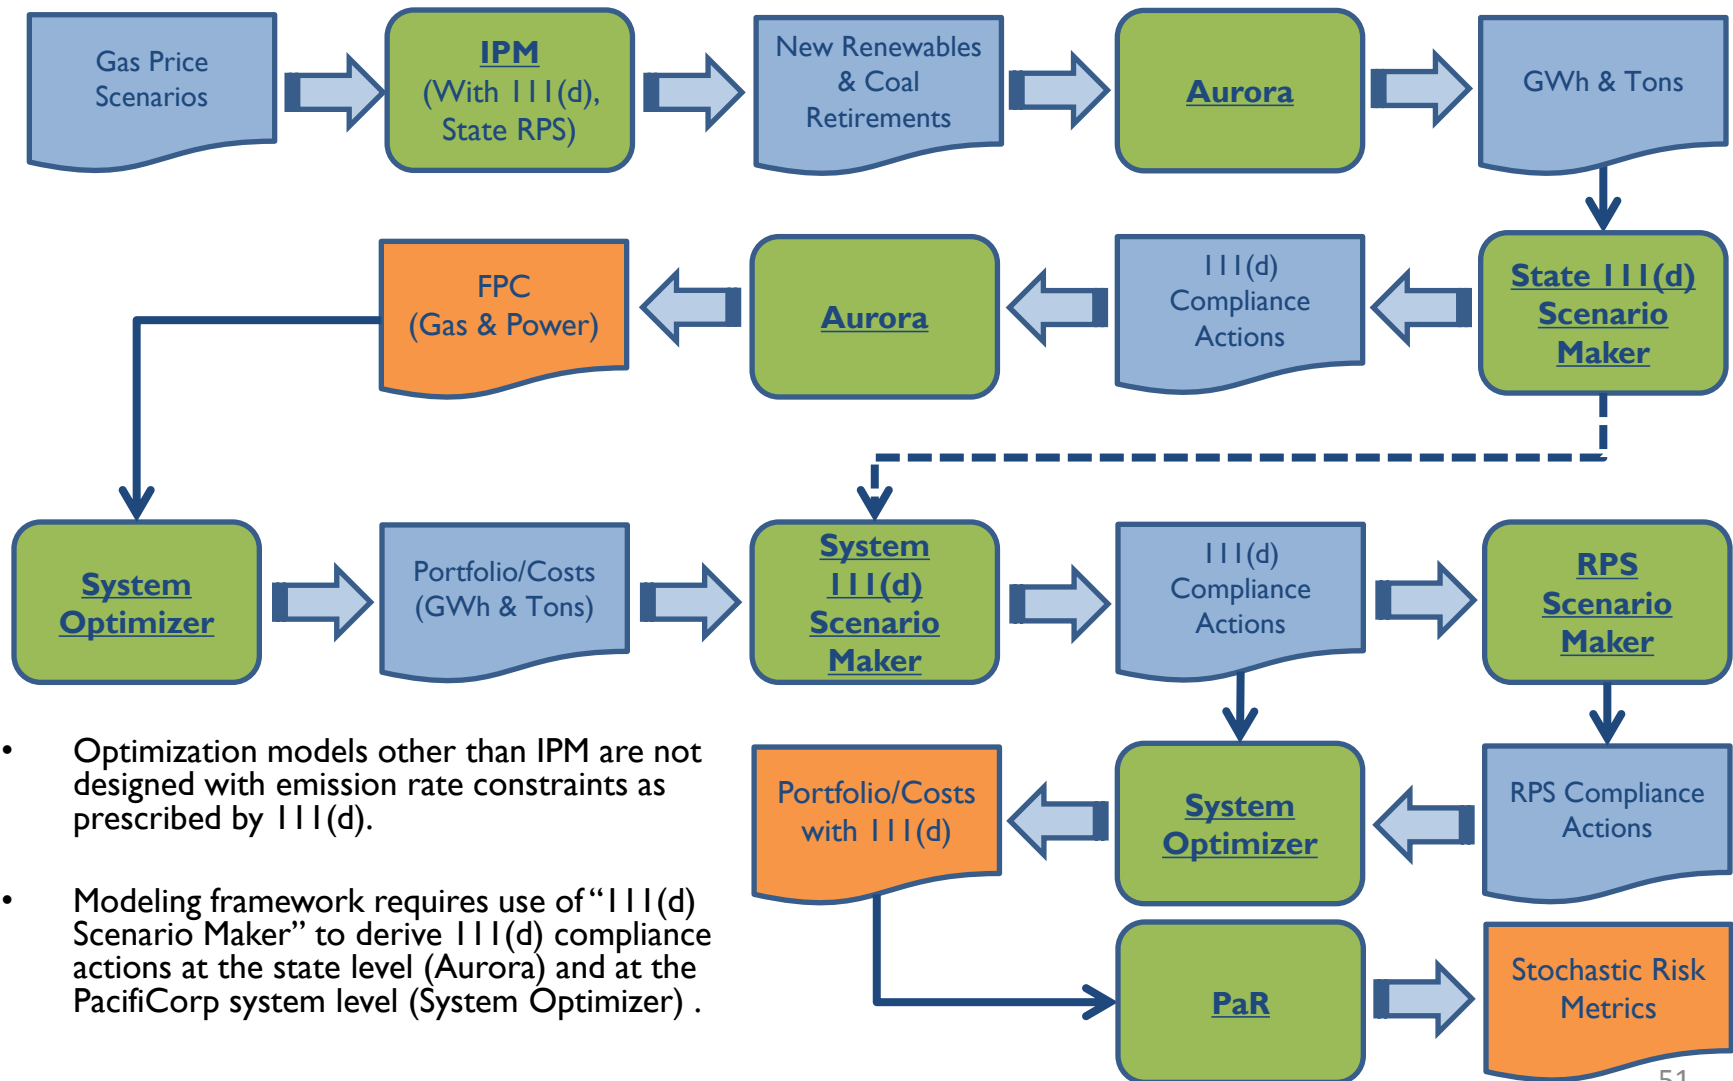 Gas Price
Scenarios
IPM
(With 111(d),
State RPS)
New Renewables
& Coal
Retirements
Aurora
GWh & Tons
FPC
(Gas & Power)
Aurora
111(d)
Compliance
Actions
State 111(d)
Scenario
Maker
System
Optimizer
Portfolio/Costs
(GWh & Tons)
System
111(d)
Scenario
Maker
111(d)
Compliance
Actions
RPS
Scenario
Maker
• Optimization models other than IPM are not
designed with emission rate constraints as
prescribed by 111(d).
• Modeling framework requires use of “111(d)
Scenario Maker” to derive 111(d) compliance
actions at the state level (Aurora) and at the
PacifiCorp system level (System Optimizer) .
Portfolio/Costs
with 111(d)
System
Optimizer
RPS Compliance
Actions
PaR
Stochastic Risk
Metrics
51